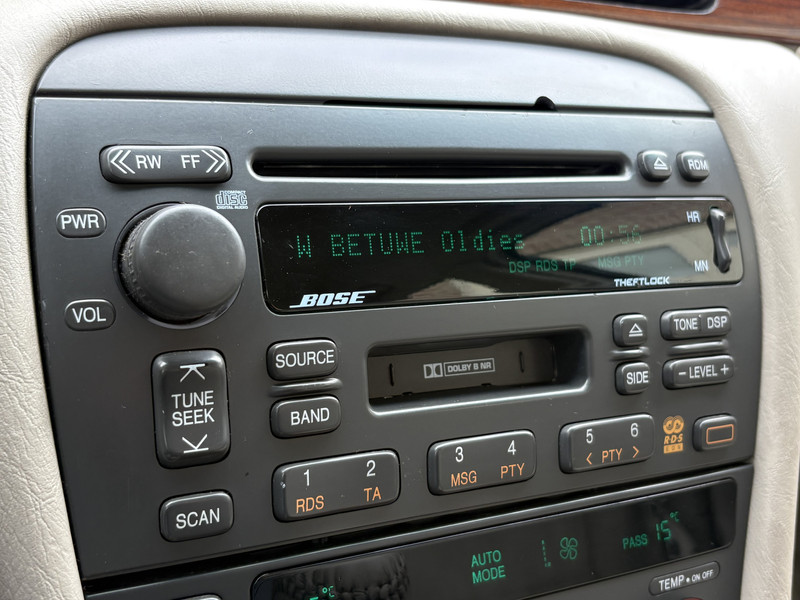 RW FF
RDM
COMPACT
disc
DIGITAL AUDIO
PWR
HR
W BETUWE Oldies 00:56
DSP RDS TP MSG PTY
MN
THEFTLOCK
BOSE
VOL
SOURCE
TONE DSP
DOLBY B NR
SIDE
- LEVEL +
TUNE
SEEK
BAND
1 2
RDS TA
3 4
MSG PTY
5 6
< PTY >
RDS
SCAN
AUTO
MODE
PASS 15 °C
°C
TEMP • ON OFF